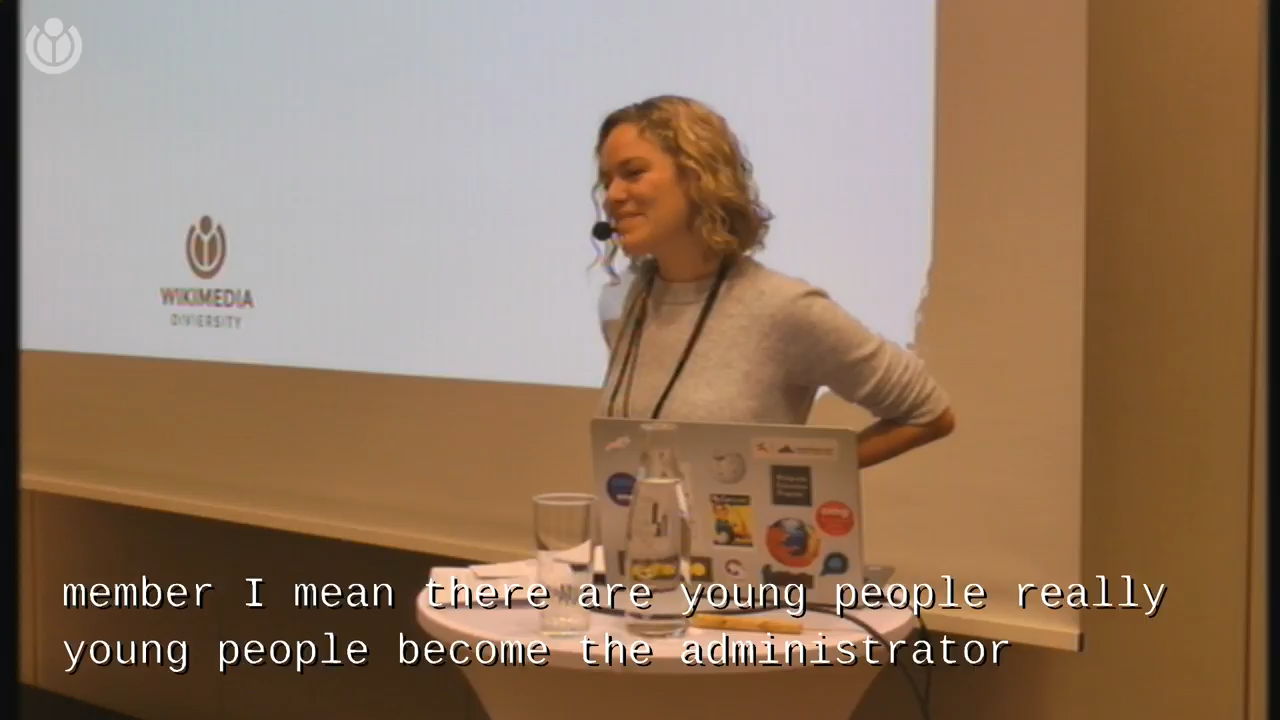 WIKIMEDIA
DIVERSITY
member I mean there are young people really
young people become the administrator